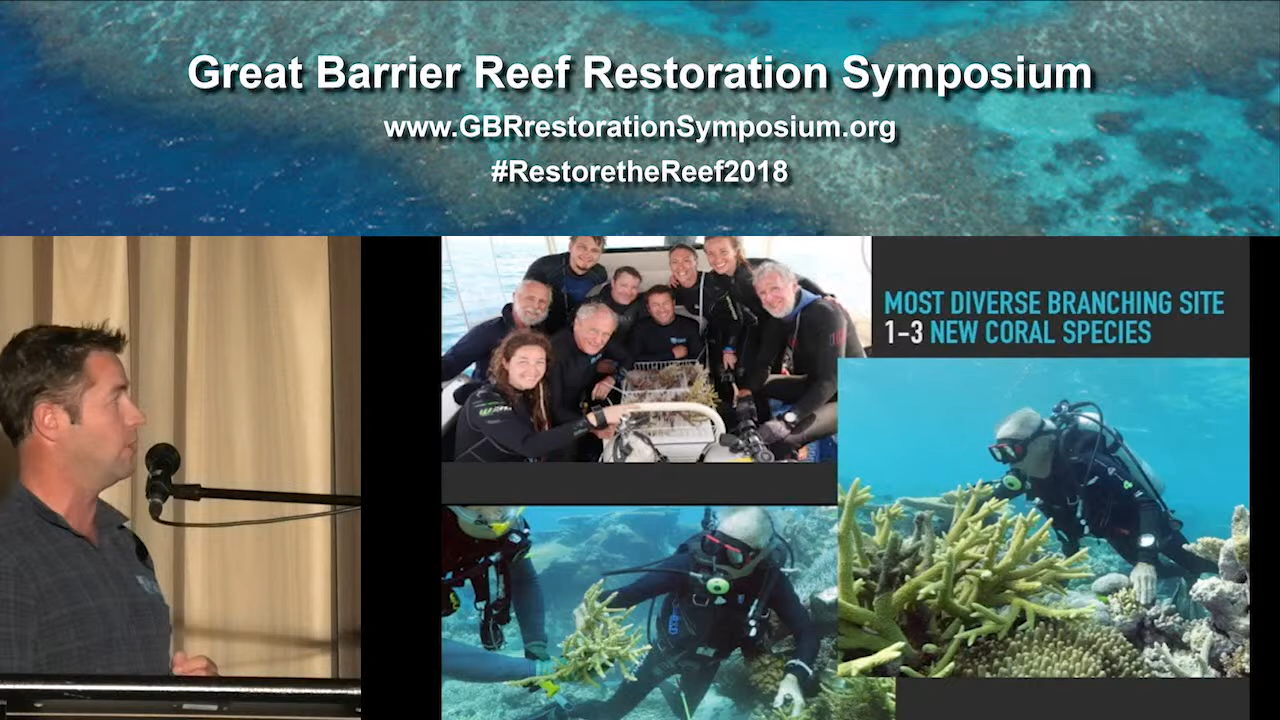 Great Barrier Reef Restoration Symposium
www.GBRrestorationSymposium.org
#RestoretheReef2018
MOST DIVERSE BRANCHING SITE
1-3 NEW CORAL SPECIES